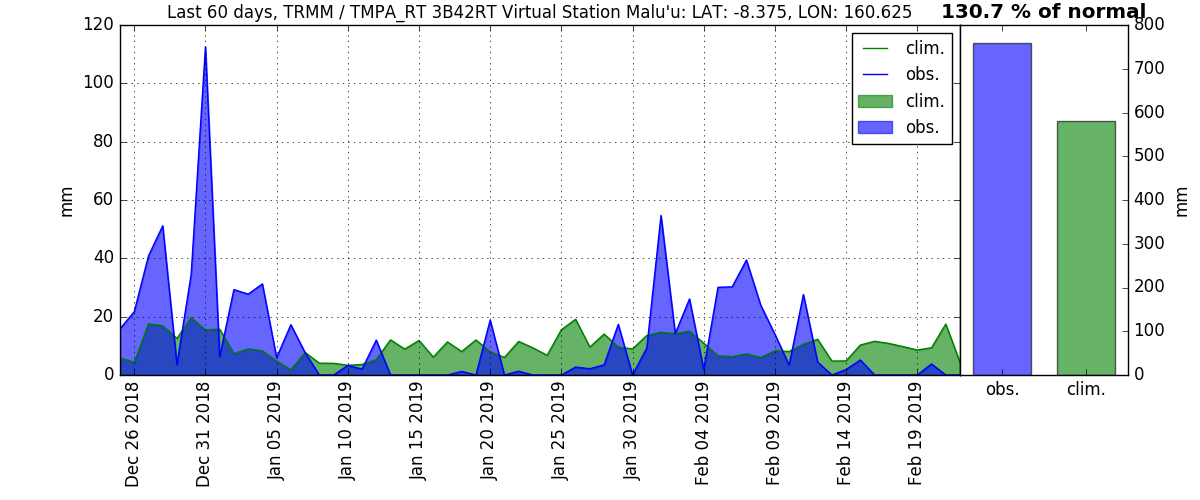 Last 60 days, TRMM / TMPA_RT 3B42RT Virtual Station Malu'u: LAT: -8.375, LON: 160.625
130.7 % of normal
120
100
80
60
40
20
0
mm
clim.
obs.
clim.
obs.
800
700
600
500
400
300
200
100
0
mm
Dec 26 2018
Dec 31 2018
Jan 05 2019
Jan 10 2019
Jan 15 2019
Jan 20 2019
Jan 25 2019
Jan 30 2019
Feb 04 2019
Feb 09 2019
Feb 14 2019
Feb 19 2019
obs.
clim.